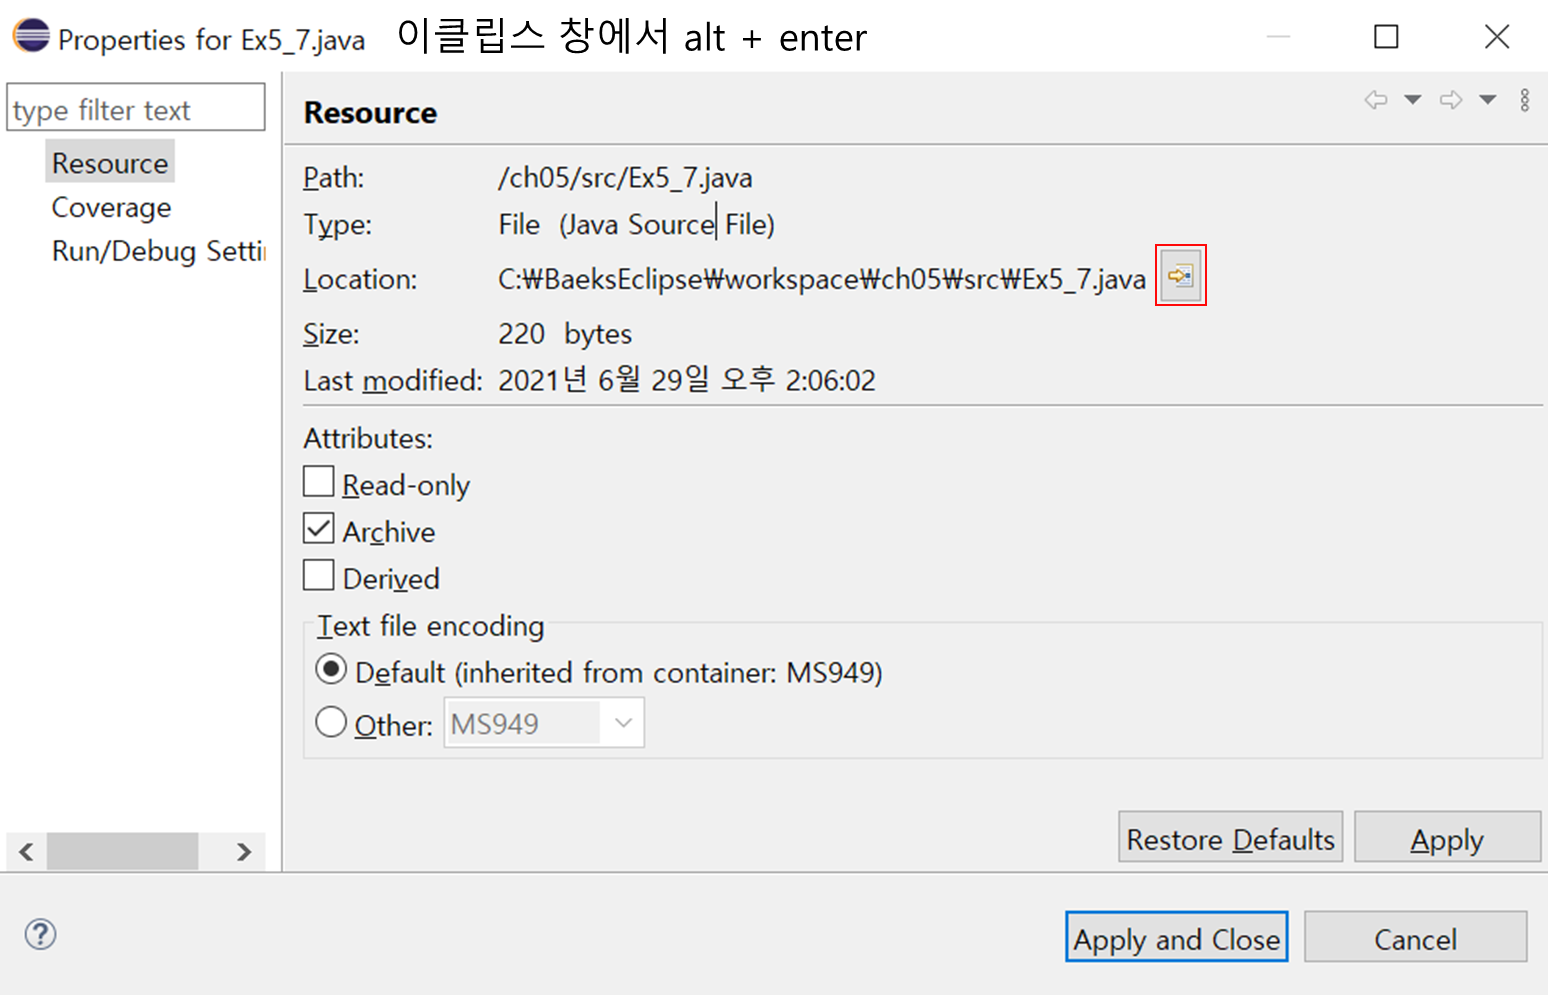 Properties for Ex5_7.java 이클립스 창에서 alt + enter
type filter text
Resource
Coverage
Run/Debug Setti
Resource
Path: /ch05/src/Ex5_7.java
Type: File (Java Source File)
Location: C:₩BaeksEclipse₩workspace₩ch05₩src₩Ex5_7.java
Size: 220 bytes
Last modified: 2021년 6월 29일 오후 2:06:02
Attributes:
Read-only
Archive
Derived
Text file encoding
Default (inherited from container: MS949)
Other: MS949
Restore Defaults Apply
Apply and Close Cancel